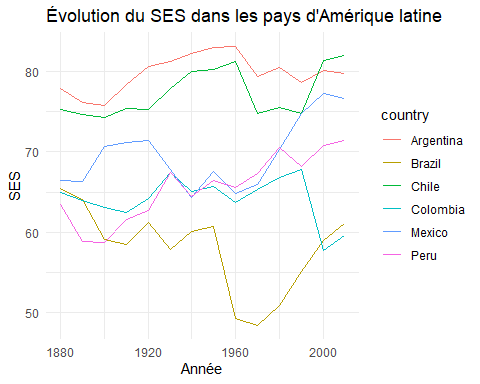 Évolution du SES dans les pays d'Amérique latine
SES
80
70
60
50
1880
1920
1960
2000
Année
country
Argentina
Brazil
Chile
Colombia
Mexico
Peru